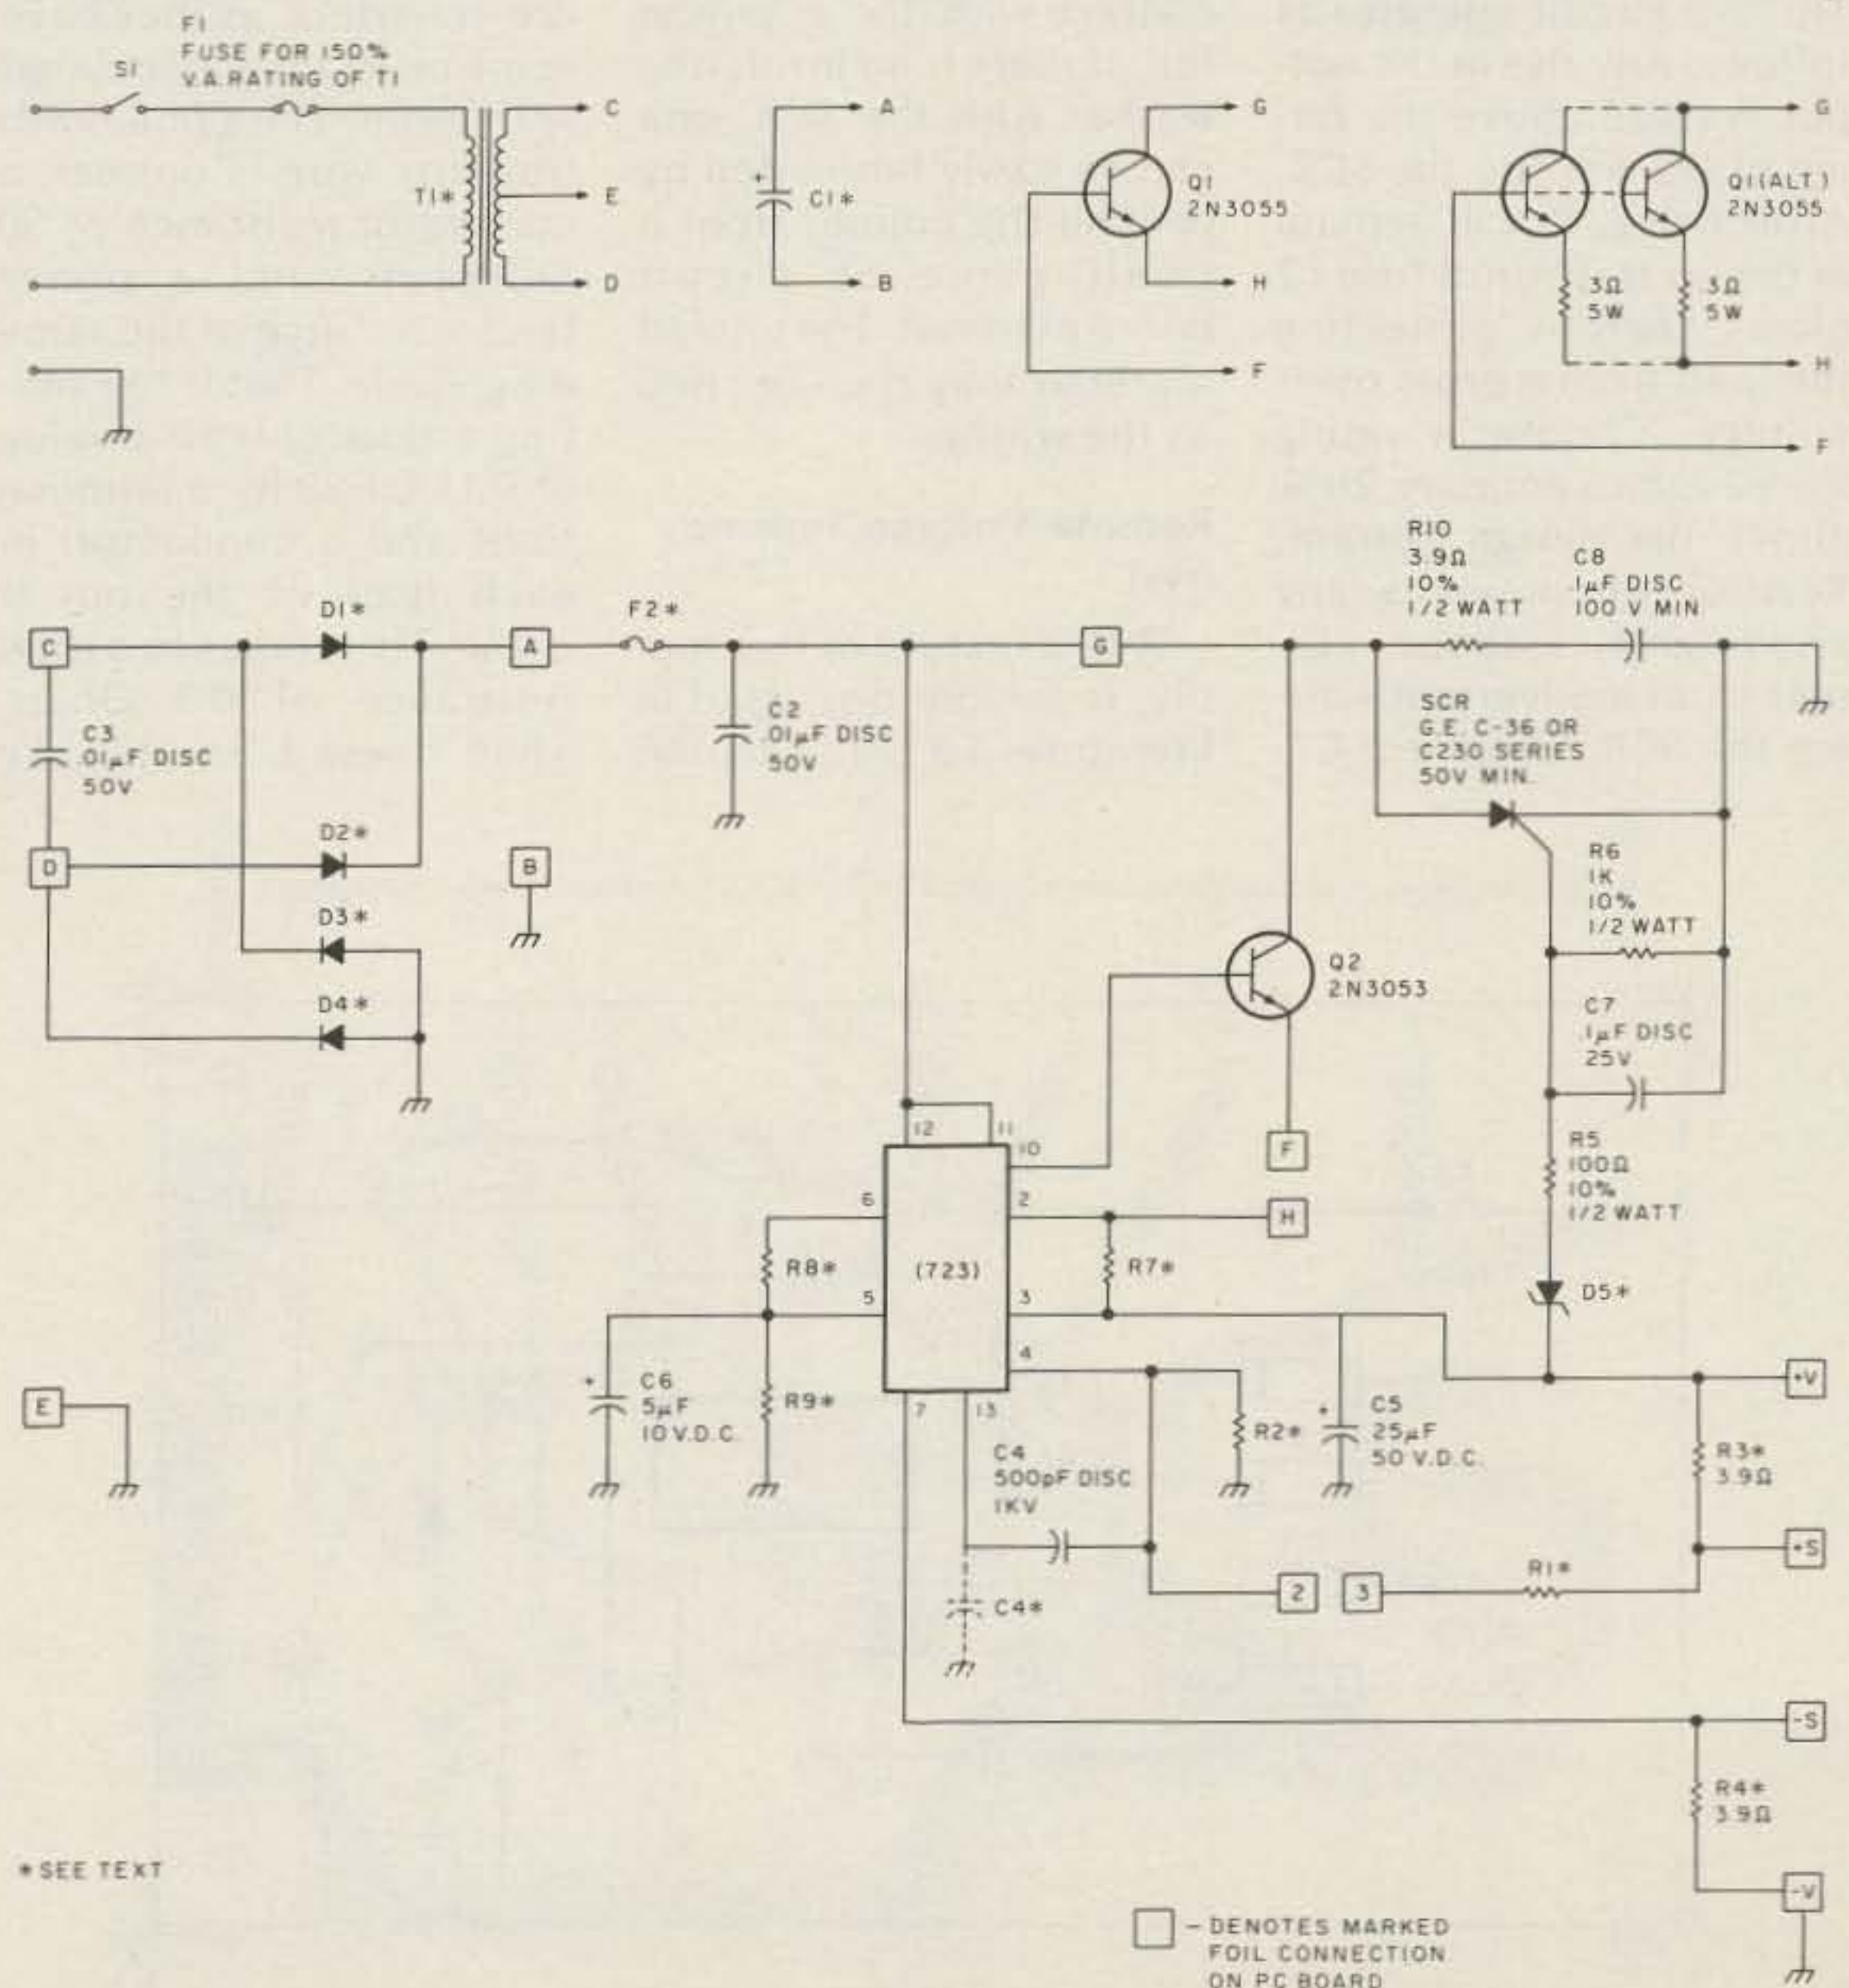 F1
FUSE FOR 150%
V.A. RATING OF T1
S1
T1*
C
E
D
A
C1*
+
B
G
Q1
2N3055
H
F
G
Q1(ALT)
2N3055
3Ω
5W
3Ω
5W
H
F
R10
3.9Ω
10%
1/2 WATT
C8
.1μF DISC
100 V MIN
C
D1*
A
F2*
G
C3
.01μF DISC
50V
C2
.01μF DISC
50V
SCR
G.E. C-36 OR
C230 SERIES
50V MIN.
D
D2*
B
R6
1K
10%
1/2 WATT
D3*
Q2
2N3053
D4*
C7
.1μF DISC
25V
12
11
10
F
R5
100Ω
10%
1/2 WATT
6
2
H
R8*
(723)
R7*
D5*
5
3
4
+V
E
+
C6
5μF
10 V.D.C.
R9*
7
13
R2*
+
C5
25μF
50 V.D.C.
R3*
3.9Ω
C4
500pF DISC
1KV
+S
2
3
R1*
C4*
-S
R4*
3.9Ω
* SEE TEXT
-V
- DENOTES MARKED
FOIL CONNECTION
ON PC BOARD